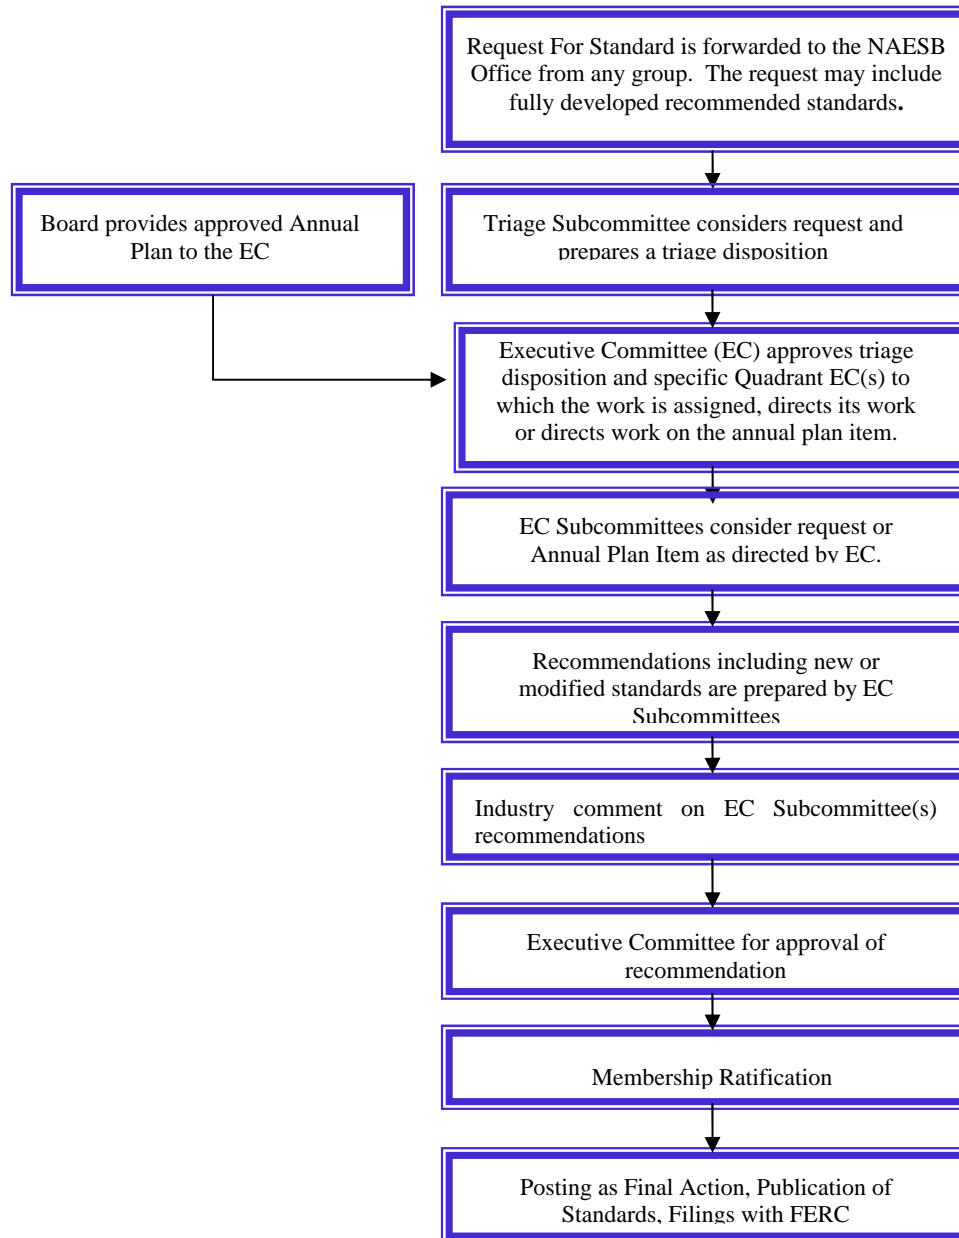 Request For Standard is forwarded to the NAESB
Office from any group.  The request may include
fully developed recommended standards.
Board provides approved Annual
Plan to the EC
Triage Subcommittee considers request and
prepares a triage disposition
Executive Committee (EC) approves triage
disposition and specific Quadrant EC(s) to
which the work is assigned, directs its work
or directs work on the annual plan item.
EC Subcommittees consider request or
Annual Plan Item as directed by EC.
Recommendations including new or
modified standards are prepared by EC
Subcommittees
Industry comment on EC Subcommittee(s)
recommendations
Executive Committee for approval of
recommendation
Membership Ratification
Posting as Final Action, Publication of
Standards, Filings with FERC